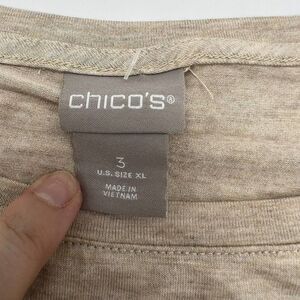 chico's®
3
U.S. SIZE XL
MADE IN
VIETNAM